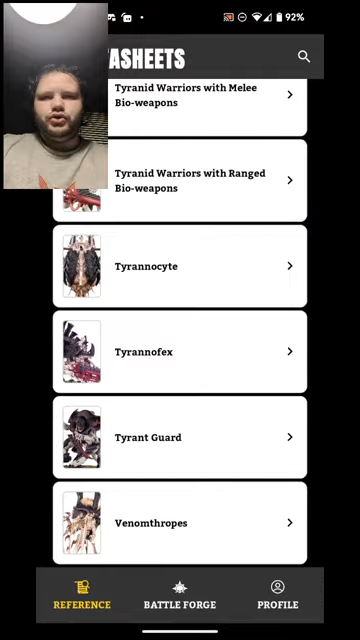 92%
TASHEETS
Tyranid Warriors with Melee
Bio-weapons
Tyranid Warriors with Ranged
Bio-weapons
Tyrannocyte
Tyrannofex
Tyrant Guard
Venomthropes
REFERENCE
BATTLE FORGE
PROFILE